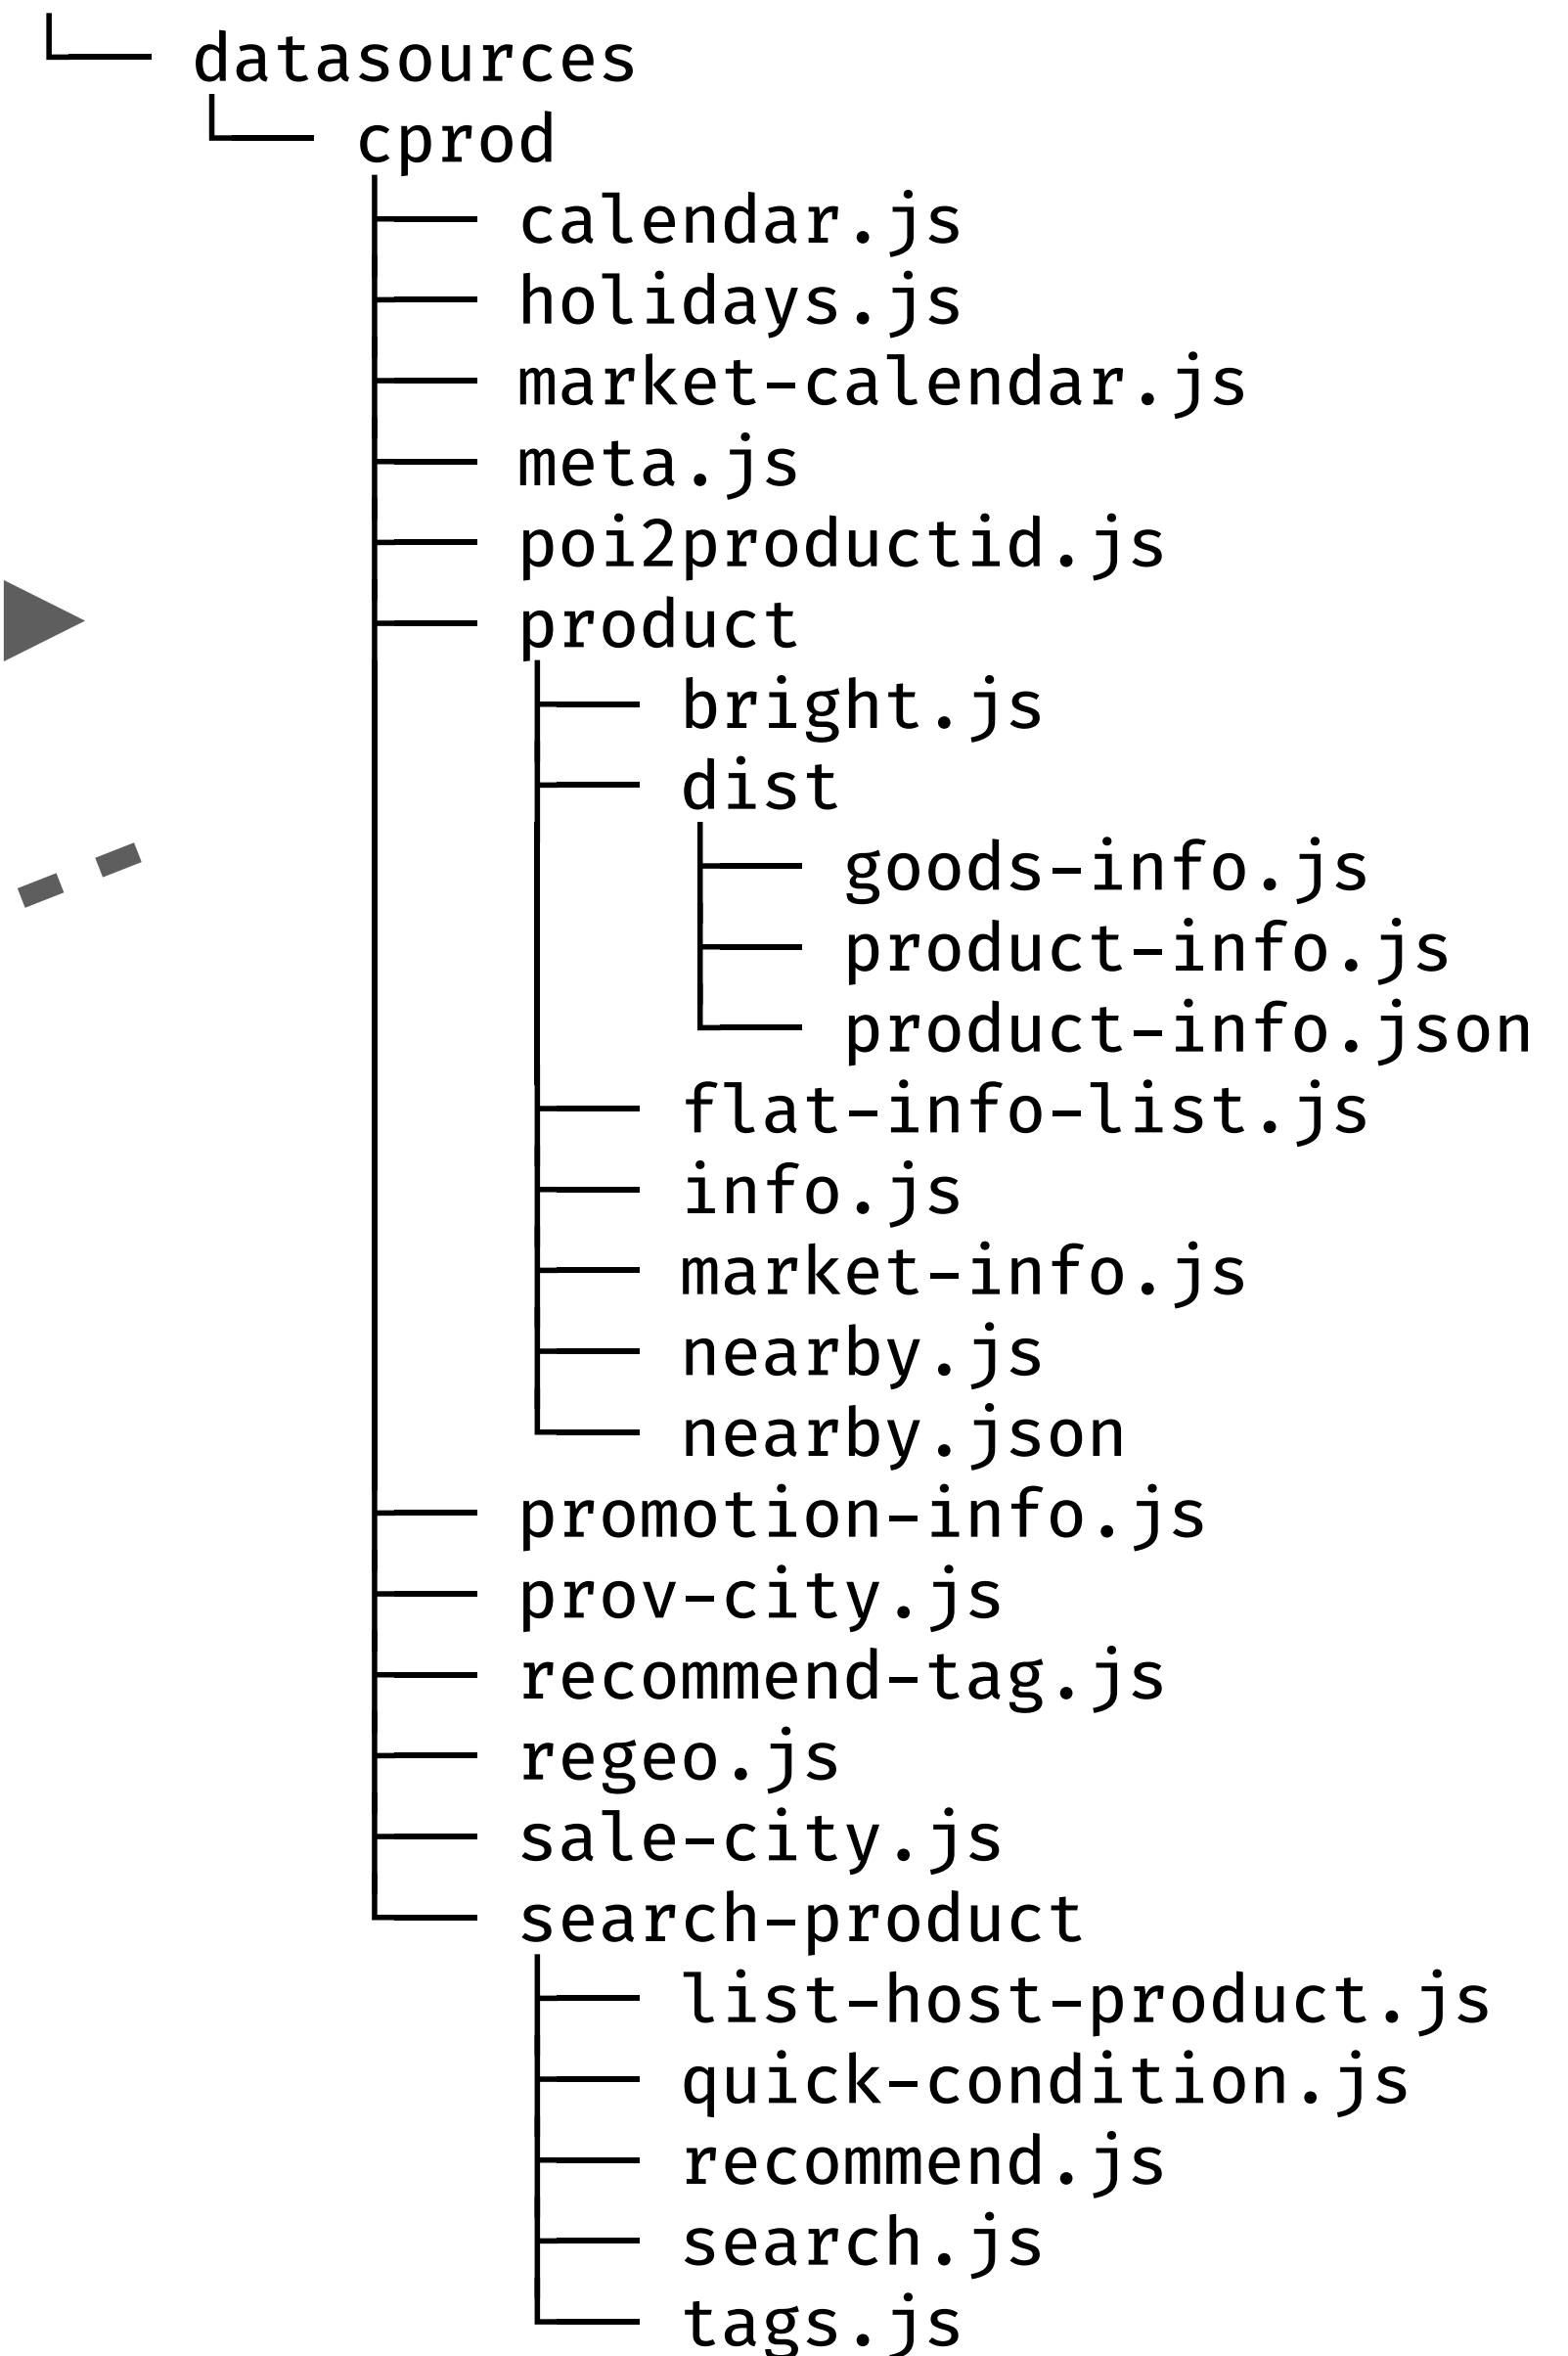 datasources
cprod
calendar.js
holidays.js
market-calendar.js
meta.js
poi2productid.js
product
bright.js
dist
goods-info.js
product-info.js
product-info.json
flat-info-list.js
info.js
market-info.js
nearby.js
nearby.json
promotion-info.js
prov-city.js
recommend-tag.js
regeo.js
sale-city.js
search-product
list-host-product.js
quick-condition.js
recommend.js
search.js
tags.js